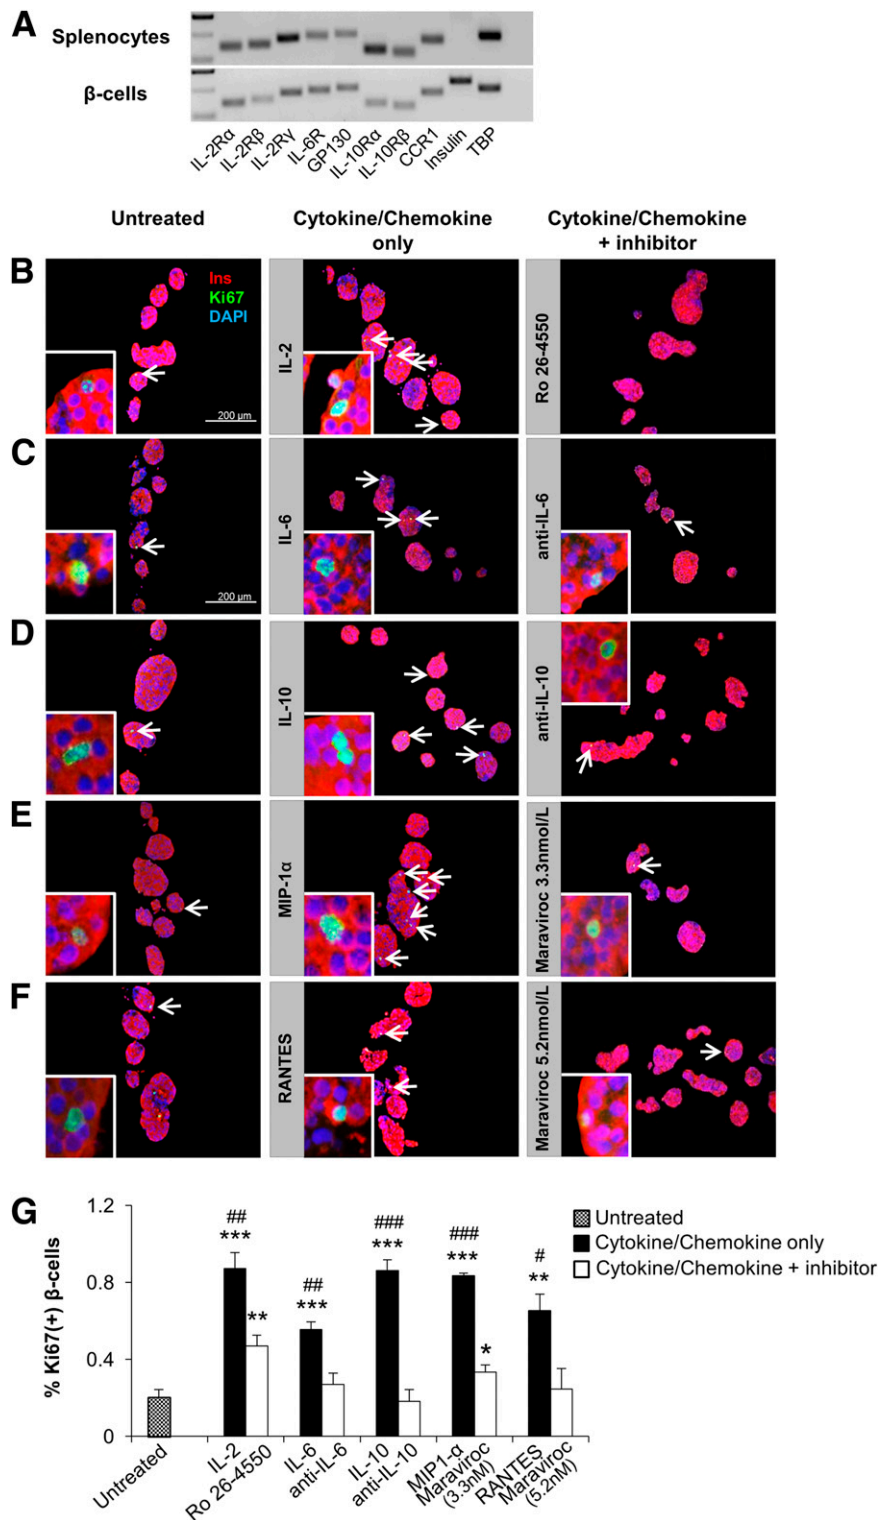 A
Splenocytes
β-cells
IL-2Rα
IL-2Rβ
IL-2Rγ
IL-6R
GP130
IL-10Rα
IL-10Rβ
CCR1
Insulin
TBP
Untreated
Cytokine/Chemokine
only
Cytokine/Chemokine
+ inhibitor
B
Ins
Ki67
DAPI
200 µm
IL-2
Ro 26-4550
C
200 µm
IL-6
anti-IL-6
D
IL-10
anti-IL-10
E
MIP-1α
Maraviroc 3.3nmol/L
F
RANTES
Maraviroc 5.2nmol/L
G
% Ki67(+) β-cells
1.2
0.8
0.4
0
##
***
**
##
***
###
***
###
***
*
#
**
Untreated
Cytokine/Chemokine only
Cytokine/Chemokine + inhibitor
Untreated
IL-2
Ro 26-4550
IL-6
anti-IL-6
IL-10
anti-IL-10
MIP1-α
Maraviroc
(3.3nM)
RANTES
Maraviroc
(5.2nM)